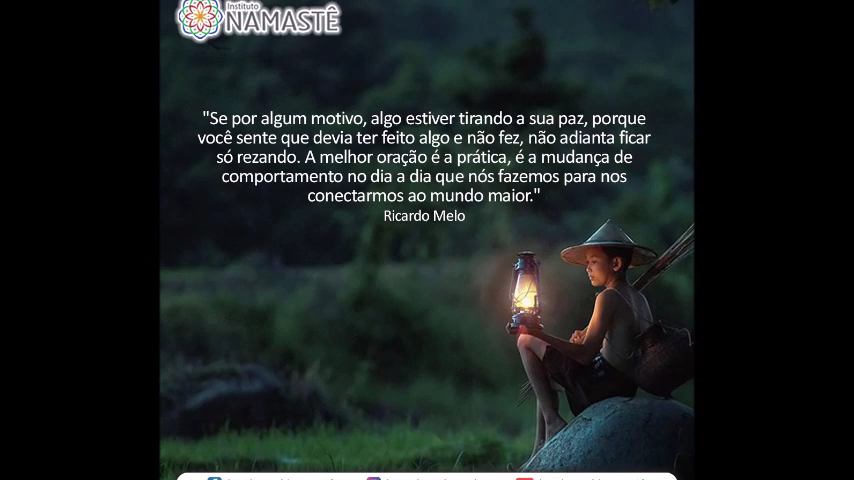 Instituto
NAMASTÊ
"Se por algum motivo, algo estiver tirando a sua paz, porque
você sente que devia ter feito algo e não fez, não adianta ficar
só rezando. A melhor oração é a prática, é a mudança de
comportamento no dia a dia que nós fazemos para nos
conectarmos ao mundo maior."
Ricardo Melo